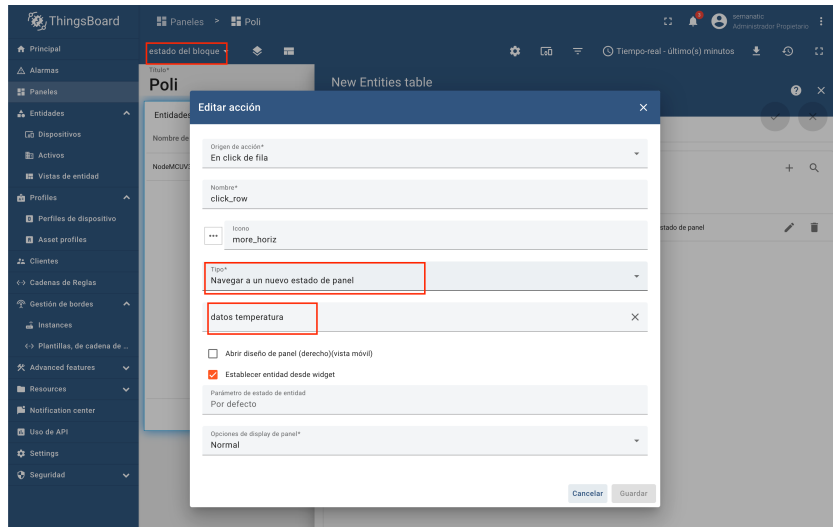 ThingsBoard
Paneles > Poli
semanatic
Administrador Propietario
Principal
Alarmas
Paneles
Entidades
Dispositivos
Activos
Vistas de entidad
Profiles
Perfiles de dispositivo
Asset profiles
Clientes
Cadenas de Reglas
Gestión de bordes
Instances
Plantillas, de cadena de ...
Advanced features
Resources
Notification center
Uso de API
Settings
Seguridad
estado del bloque
Tiempo-real - último(s) minutos
Título*
Poli
New Entities table
Entidades
Nombre de
NodeMCUV
stado de panel
Editar acción
Origen de acción*
En click de fila
Nombre*
click_row
Icono
more_horiz
Tipo*
Navegar a un nuevo estado de panel
datos temperatura
Abrir diseño de panel (derecho)(vista móvil)
Establecer entidad desde widget
Parámetro de estado de entidad
Por defecto
Opciones de display de panel*
Normal
Cancelar Guardar